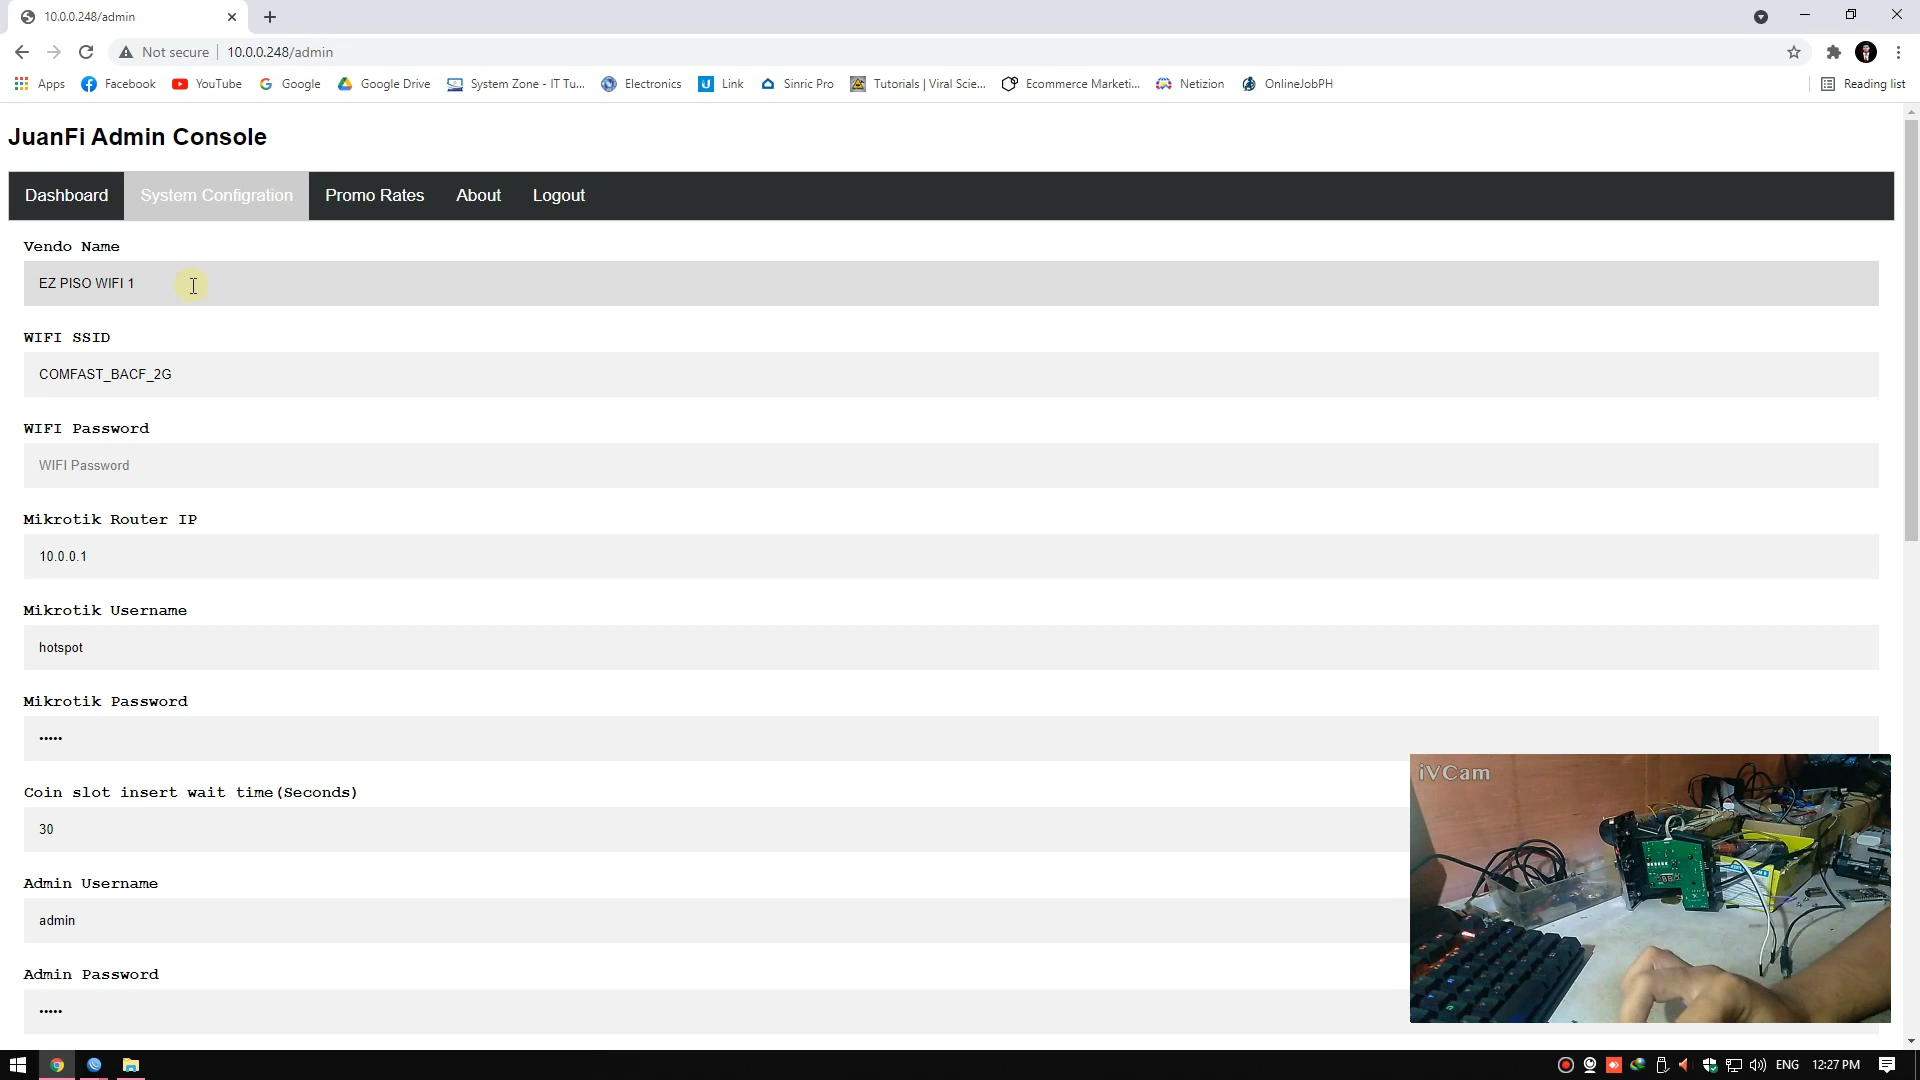 10.0.0.248/admin
Not secure
10.0.0.248/admin
Apps
Facebook
YouTube
Google
Google Drive
System Zone - IT Tu...
Electronics
Link
Sinric Pro
Tutorials | Viral Scie...
Ecommerce Marketi...
Netizion
OnlineJobPH
Reading list
JuanFi Admin Console
Dashboard
System Configration
Promo Rates
About
Logout
Vendo Name
EZ PISO WIFI 1
WIFI SSID
COMFAST_BACF_2G
WIFI Password
WIFI Password
Mikrotik Router IP
10.0.0.1
Mikrotik Username
hotspot
Mikrotik Password
•••••
iVCam
Coin slot insert wait time(Seconds)
30
Admin Username
admin
Admin Password
•••••
ENG
12:27 PM